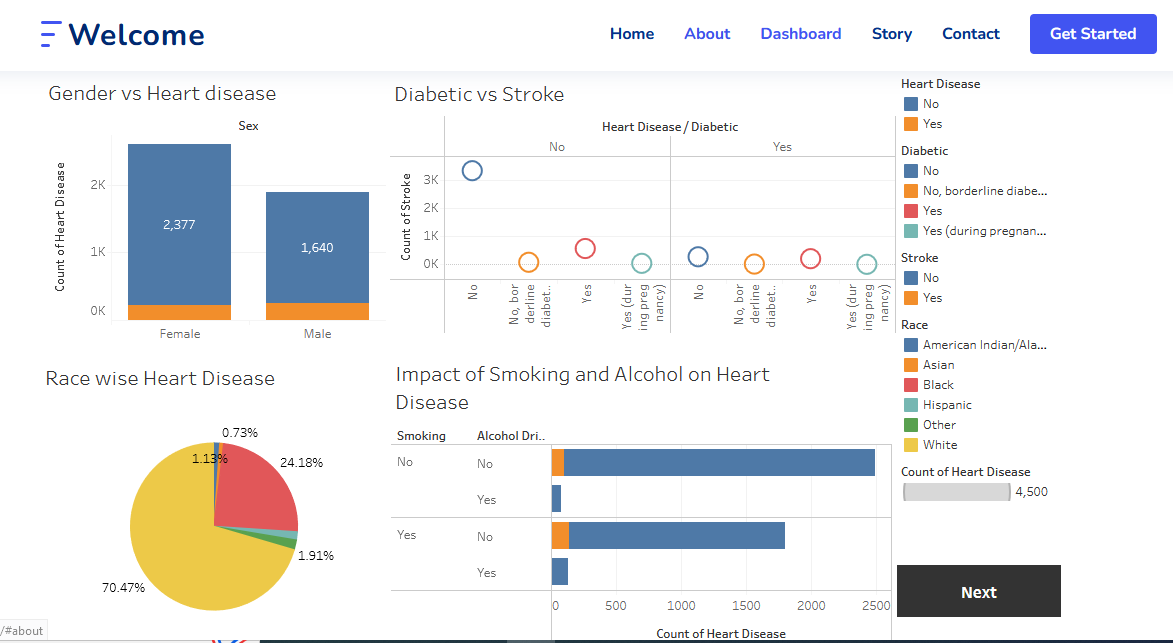 Welcome
Home About Dashboard Story Contact Get Started
Gender vs Heart disease
Sex
Count of Heart Disease
2K
1K
0K
2,377
1,640
Female Male
Diabetic vs Stroke
Heart Disease / Diabetic
No Yes
Count of Stroke
3K
2K
1K
0K
No
No, bor
derline
diabet..
Yes
Yes (dur
ing preg
nancy)
No
No, bor
derline
diabet..
Yes
Yes (dur
ing preg
nancy)
Heart Disease
No
Yes
Diabetic
No
No, borderline diabe...
Yes
Yes (during pregnan...
Stroke
No
Yes
Race
American Indian/Ala...
Asian
Black
Hispanic
Other
White
Count of Heart Disease
4,500
Race wise Heart Disease
0.73%
1.13%
24.18%
1.91%
70.47%
Impact of Smoking and Alcohol on Heart
Disease
Smoking Alcohol Dri..
No No
Yes
Yes No
Yes
0 500 1000 1500 2000 2500
Count of Heart Disease
Next
/#about